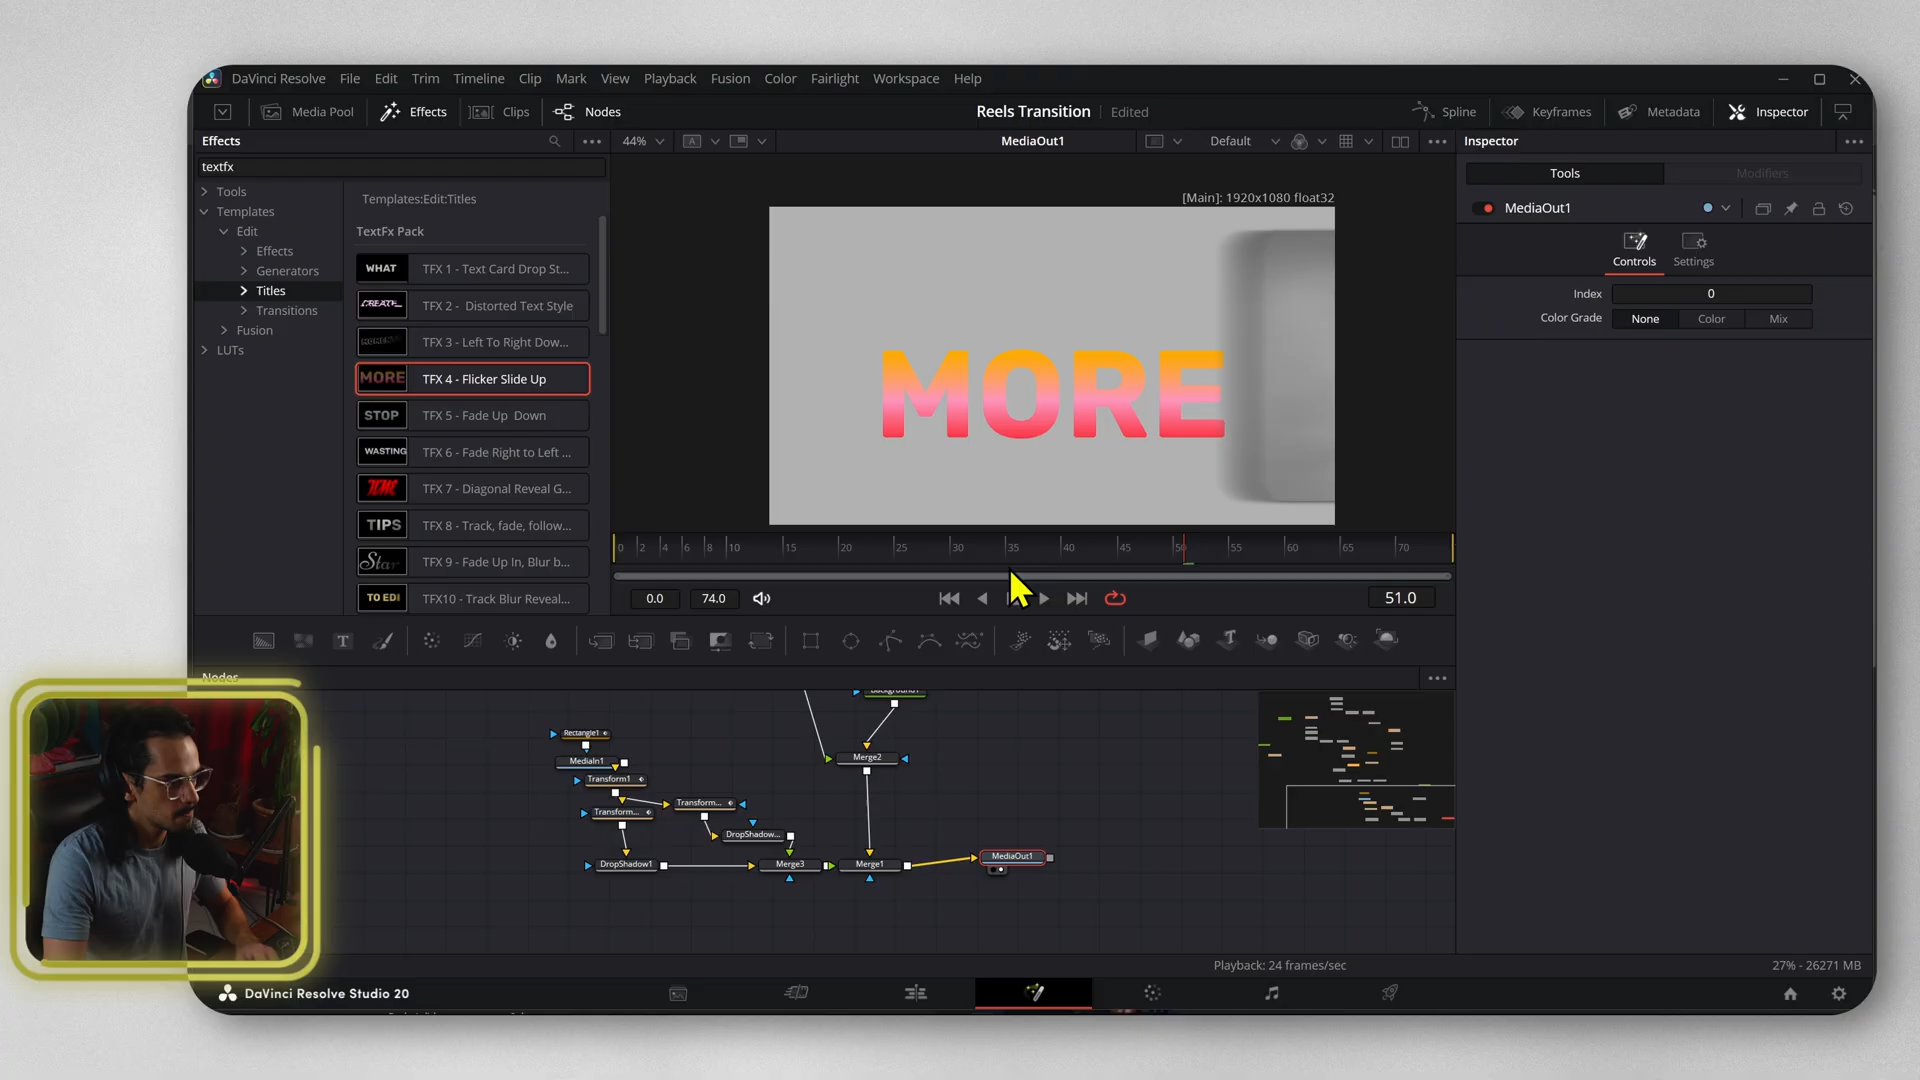 DaVinci Resolve File Edit Trim Timeline Clip Mark View Playback Fusion Color Fairlight Workspace Help
Media Pool Effects Clips Nodes Reels Transition Edited Spline Keyframes Metadata Inspector
Effects 44% A MediaOut1 Default Inspector
textfx
Tools
Templates
Edit
Effects
Generators
Titles
Transitions
Fusion
LUTs
Templates:Edit:Titles
TextFx Pack
WHAT TFX 1 - Text Card Drop St...
CREATE_ TFX 2 - Distorted Text Style
TFX 3 - Left To Right Dow...
MORE TFX 4 - Flicker Slide Up
STOP TFX 5 - Fade Up Down
WASTING TFX 6 - Fade Right to Left ...
TIME TFX 7 - Diagonal Reveal G...
TIPS TFX 8 - Track, fade, follow...
Star TFX 9 - Fade Up In, Blur b...
TO EDI TFX10 - Track Blur Reveal...
[Main]: 1920x1080 float32
MORE
0 2 4 6 8 10 15 20 25 30 35 40 45 50 55 60 65 70
0.0 74.0 51.0
Tools Modifiers
MediaOut1
Controls Settings
Index 0
Color Grade None Color Mix
T
Nodes
Background1
Rectangle1
MediaIn1
Merge2
Transform1
Transform...
Transform...
DropShadow...
DropShadow1 Merge3 Merge1 MediaOut1
Playback: 24 frames/sec 27% - 26271 MB
DaVinci Resolve Studio 20